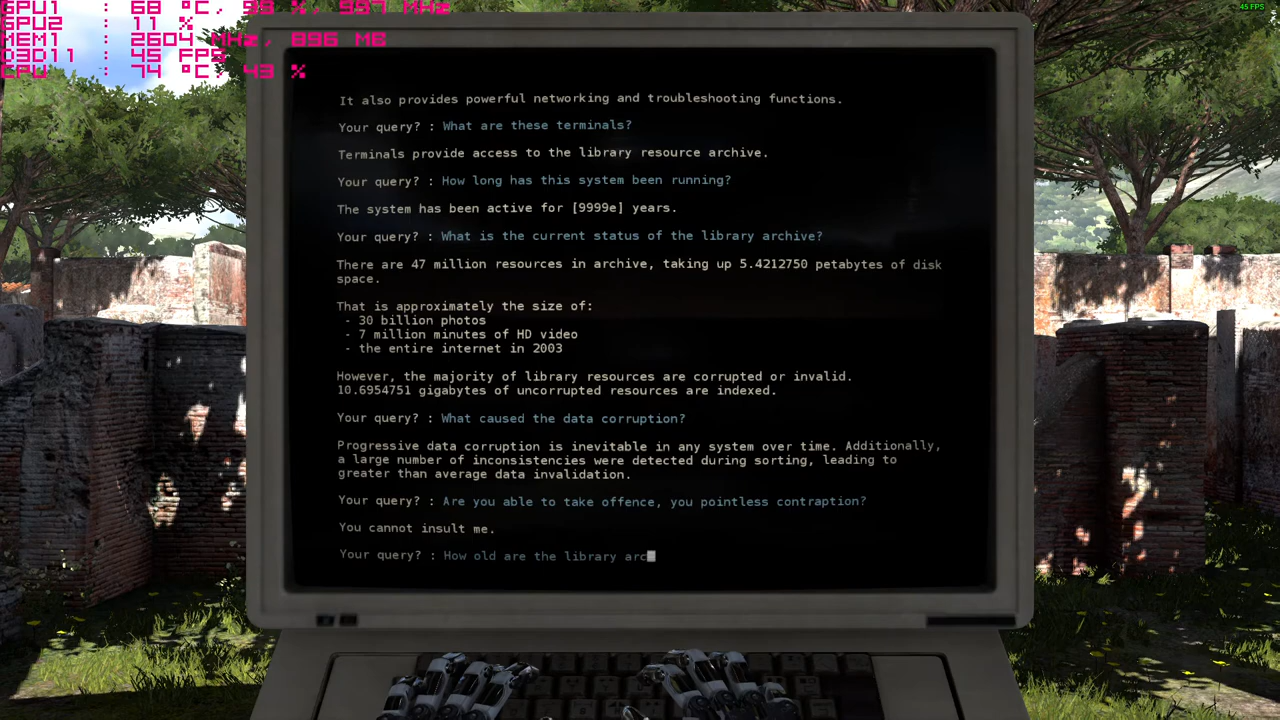 GPU1 : 68 °C, 99 %, 997 MHz
45 FPS
GPU2 : 11 %
MEM1 : 2604 MHz, 896 MB
D3D11 : 45 FPS
CPU : 74 °C, 43 %
It also provides powerful networking and troubleshooting functions.
Your query? : What are these terminals?
Terminals provide access to the library resource archive.
Your query? : How long has this system been running?
The system has been active for [9999e] years.
Your query? : What is the current status of the library archive?
There are 47 million resources in archive, taking up 5.4212750 petabytes of disk
space.
That is approximately the size of:
- 30 billion photos
- 7 million minutes of HD video
- the entire internet in 2003
However, the majority of library resources are corrupted or invalid.
10.6954751 gigabytes of uncorrupted resources are indexed.
Your query? : What caused the data corruption?
Progressive data corruption is inevitable in any system over time. Additionally,
a large number of inconsistencies were detected during sorting, leading to
greater than average data invalidation.
Your query? : Are you able to take offence, you pointless contraption?
You cannot insult me.
Your query? : How old are the library arc